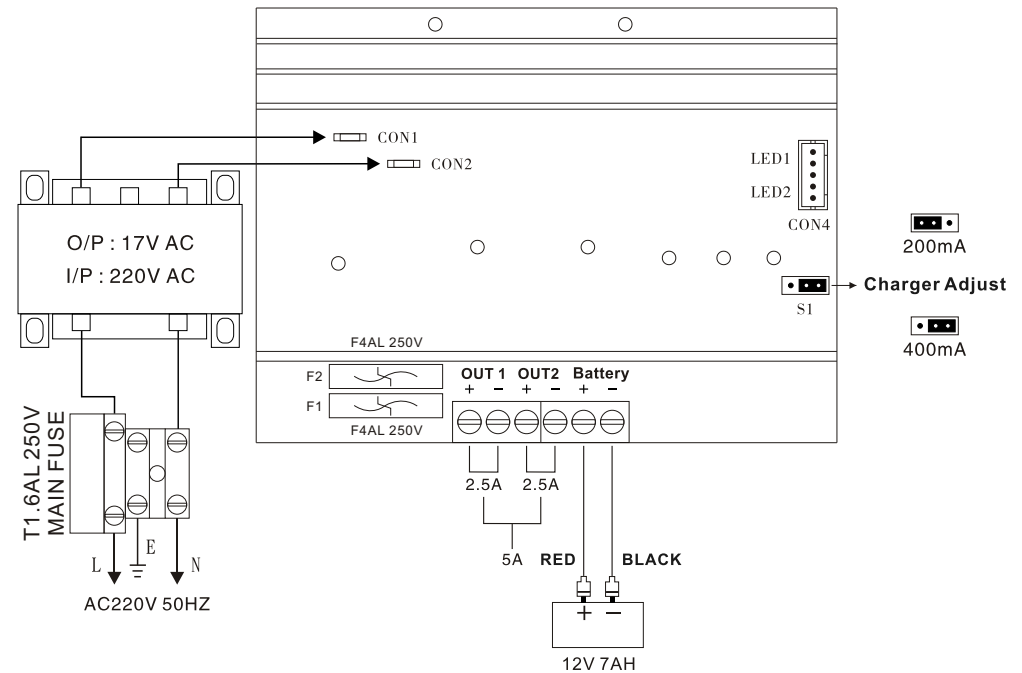 CON1
CON2
LED1
LED2
CON4
O/P : 17V AC
I/P : 220V AC
200mA
Charger Adjust
S1
400mA
F4AL 250V
F2
F1
F4AL 250V
OUT 1 OUT2 Battery
+ − + − + −
T1.6AL 250V
MAIN FUSE
2.5A 2.5A
5A
RED BLACK
L E N
AC220V 50HZ
+ −
12V 7AH